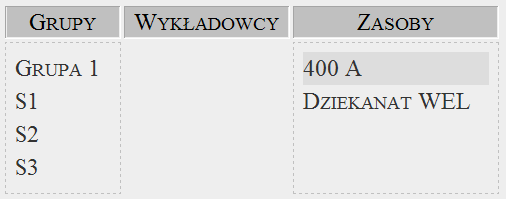 Grupy Wykładowcy Zasoby
Grupa 1
S1
S2
S3
400 A
Dziekanat WEL